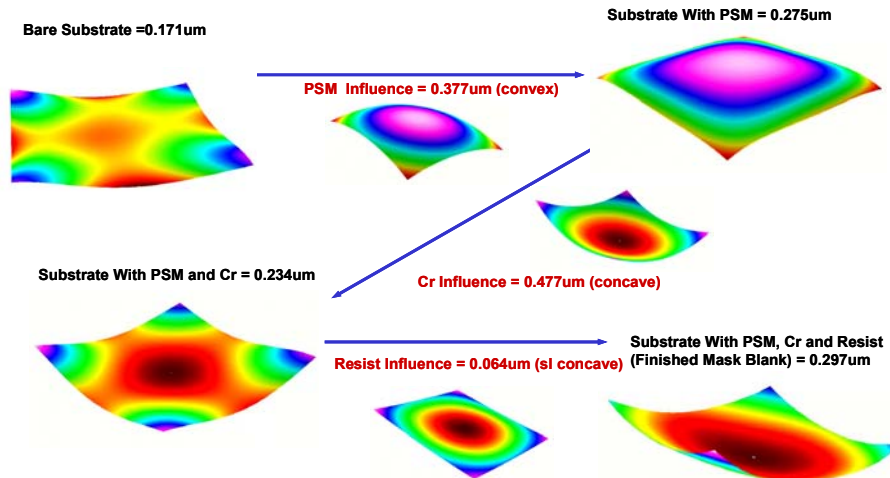 Bare Substrate =0.171um
Substrate With PSM = 0.275um
PSM Influence = 0.377um (convex)
Substrate With PSM and Cr = 0.234um
Cr Influence = 0.477um (concave)
Resist Influence = 0.064um (sl concave)
Substrate With PSM, Cr and Resist
(Finished Mask Blank) = 0.297um